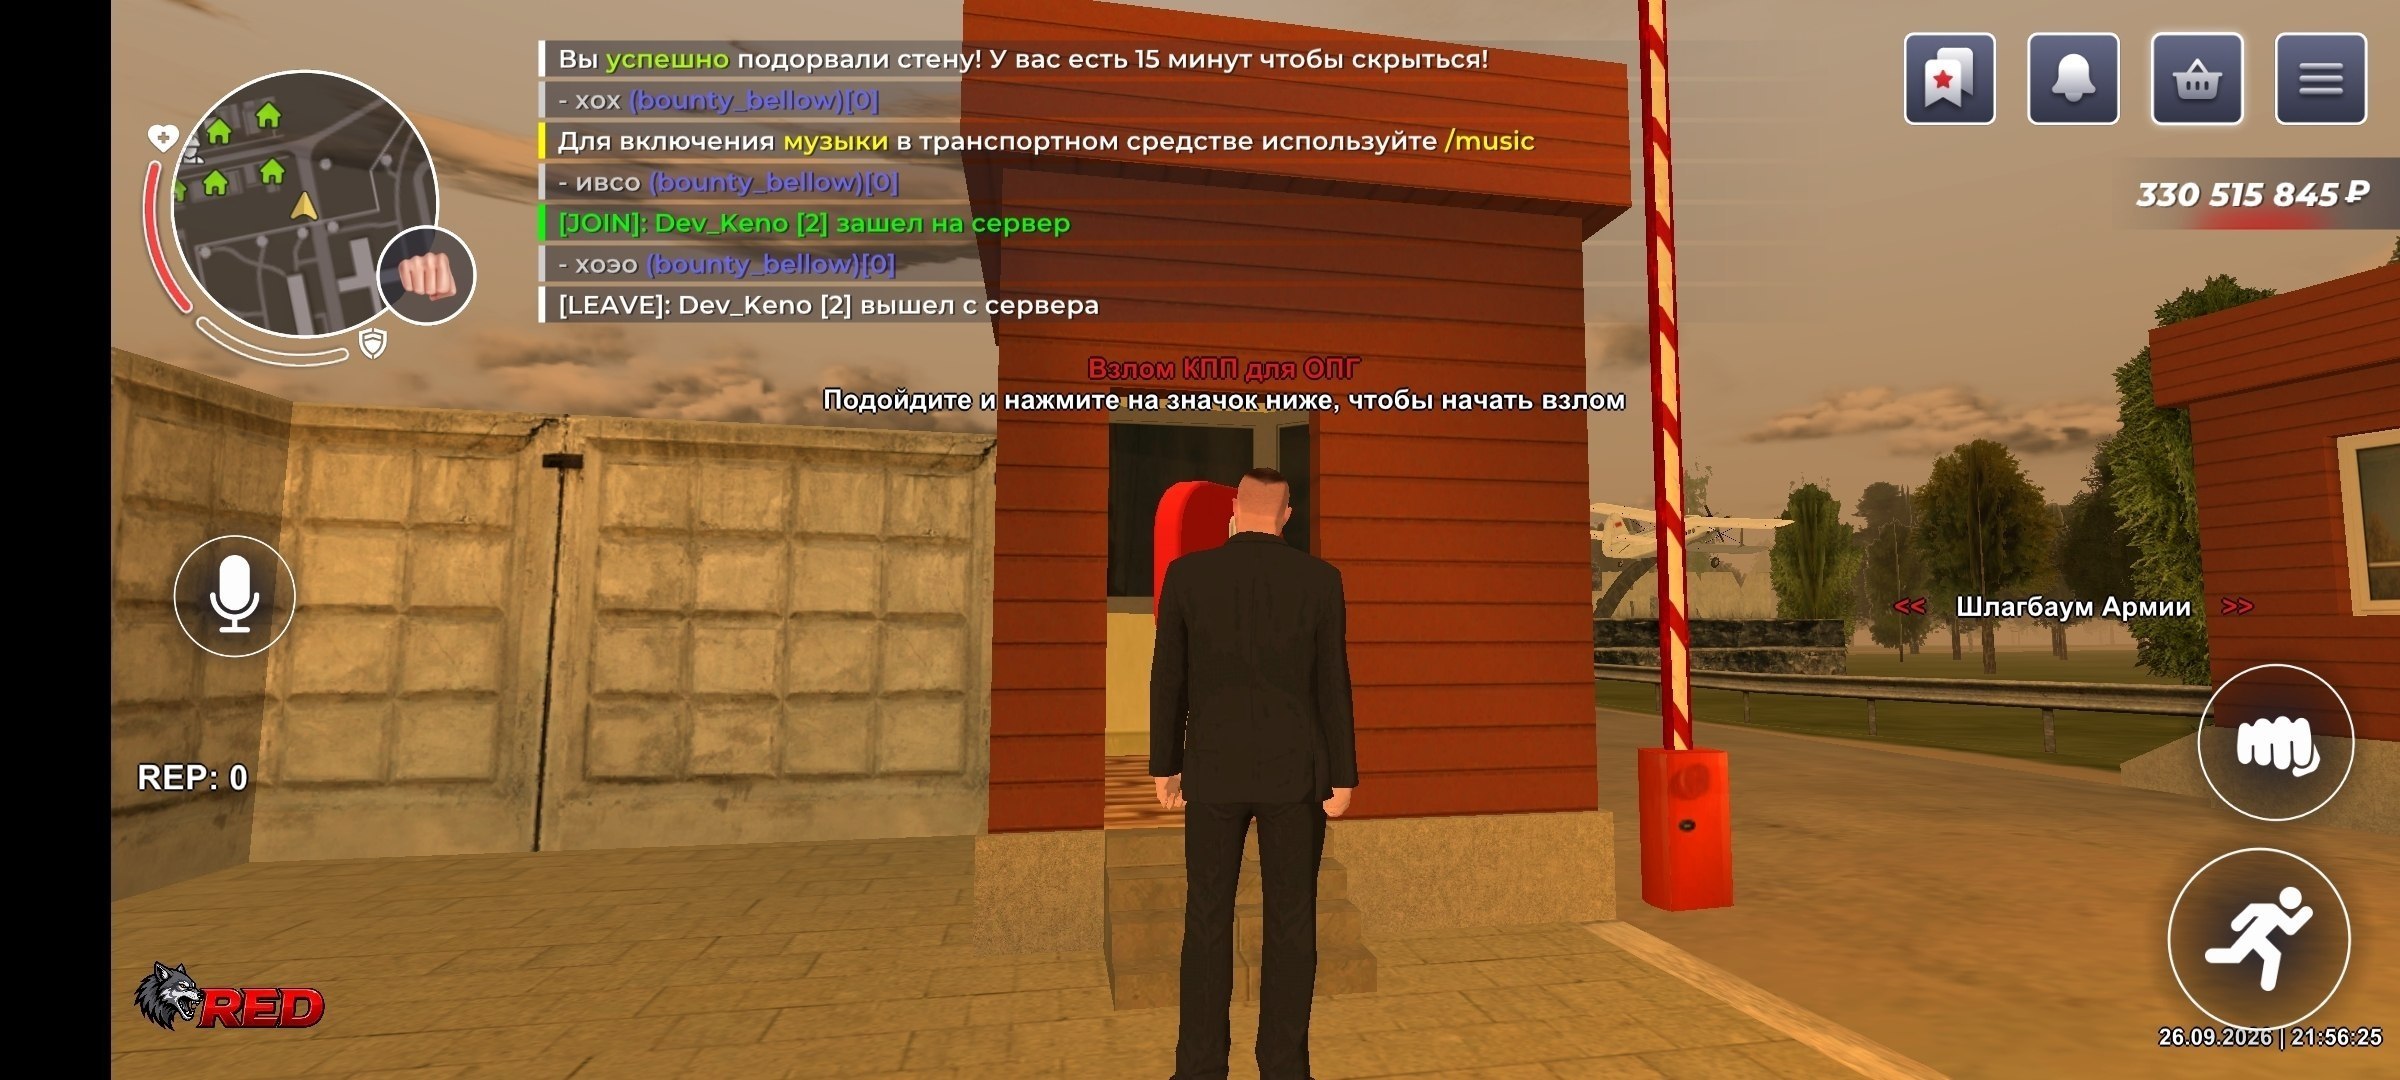 Вы успешно подорвали стену! У вас есть 15 минут чтобы скрыться!
- хох (bounty_bellow)[0]
Для включения музыки в транспортном средстве используйте /music
- ивсо (bounty_bellow)[0]
[JOIN]: Dev_Keno [2] зашел на сервер
- хоэо (bounty_bellow)[0]
[LEAVE]: Dev_Keno [2] вышел с сервера
330 515 845 ₽
Взлом КПП для ОПГ
Подойдите и нажмите на значок ниже, чтобы начать взлом
<< Шлагбаум Армии >>
REP: 0
RED
26.09.2026 | 21:56:25